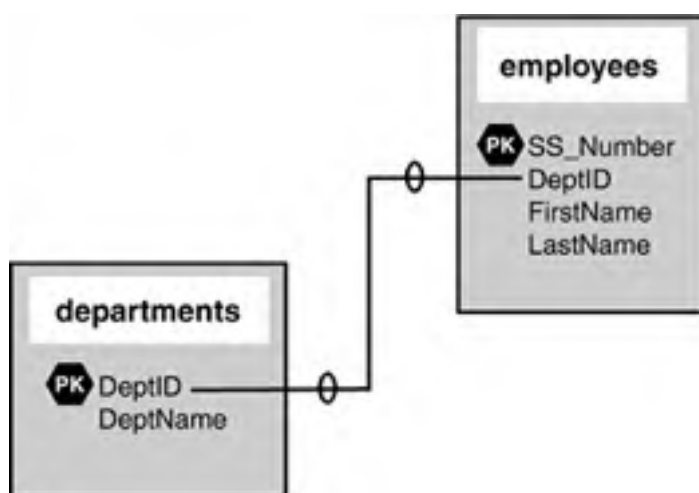 employees
PK SS_Number
DeptID
FirstName
LastName
departments
PK DeptID
DeptName